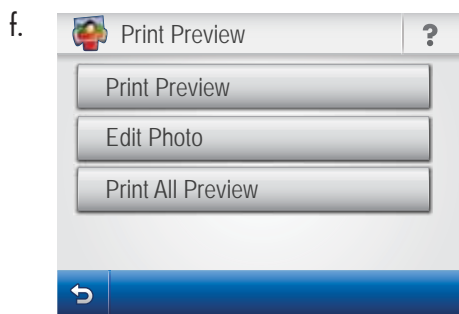 f.
Print Preview ?
Print Preview
Edit Photo
Print All Preview